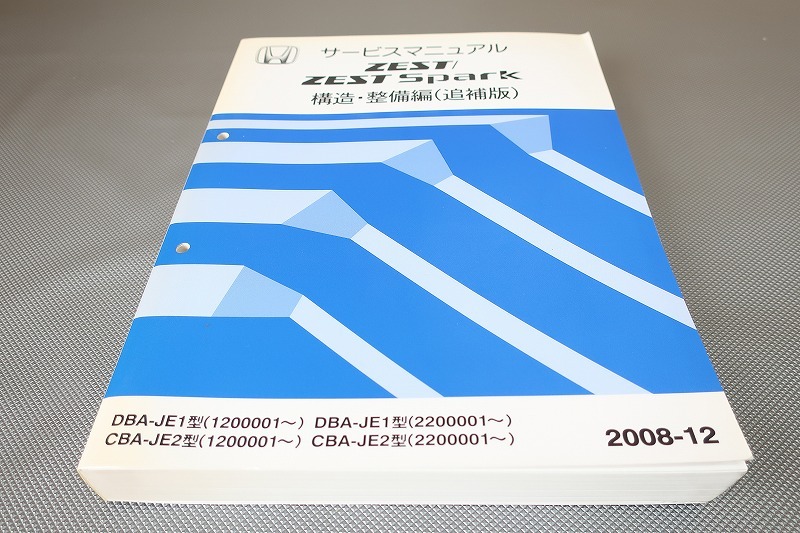 サービスマニュアル
ZEST/
ZEST Spark
構造・整備編(追補版)
DBA-JE1型(1200001～) DBA-JE1型(2200001～)
CBA-JE2型(1200001～) CBA-JE2型(2200001～)
2008-12